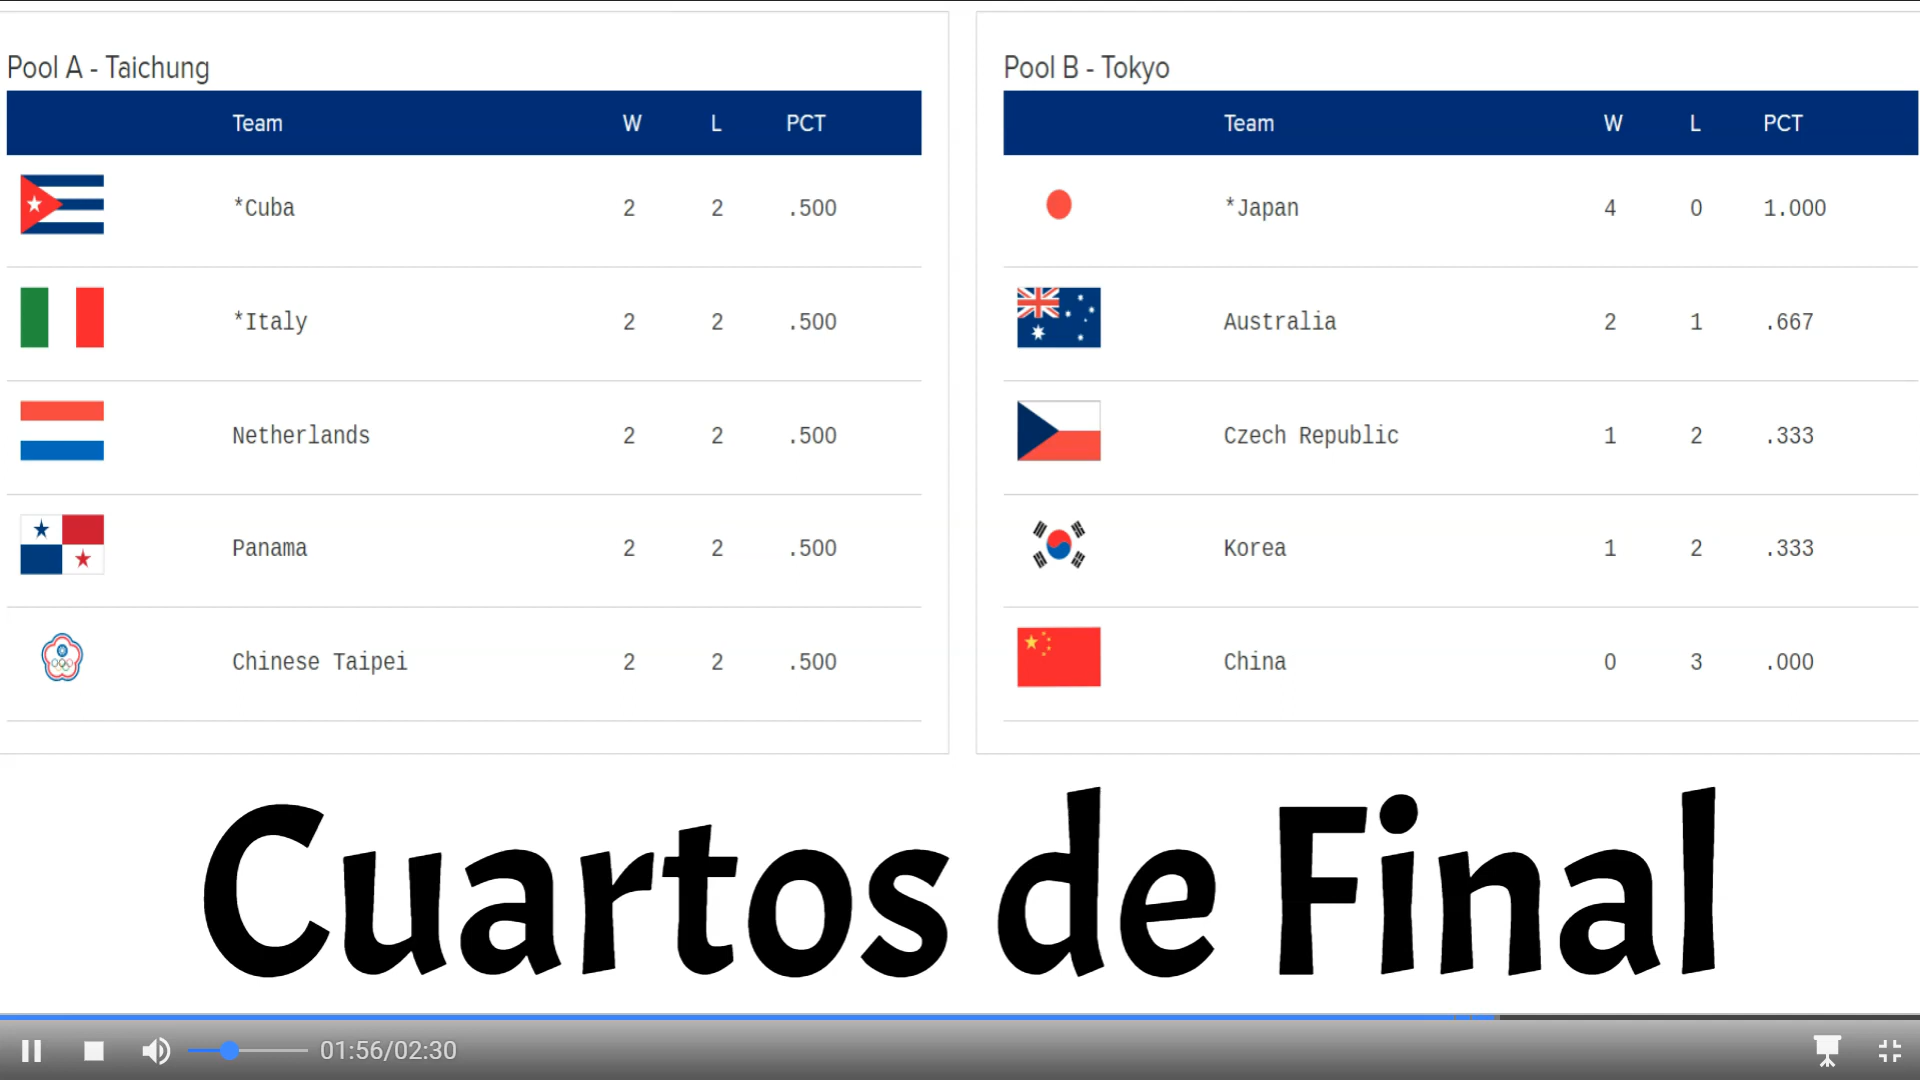 Pool A - Taichung
Team W L PCT
*Cuba 2 2 .500
*Italy 2 2 .500
Netherlands 2 2 .500
Panama 2 2 .500
Chinese Taipei 2 2 .500
Pool B - Tokyo
Team W L PCT
*Japan 4 0 1.000
Australia 2 1 .667
Czech Republic 1 2 .333
Korea 1 2 .333
China 0 3 .000
Cuartos de Final
01:56/02:30